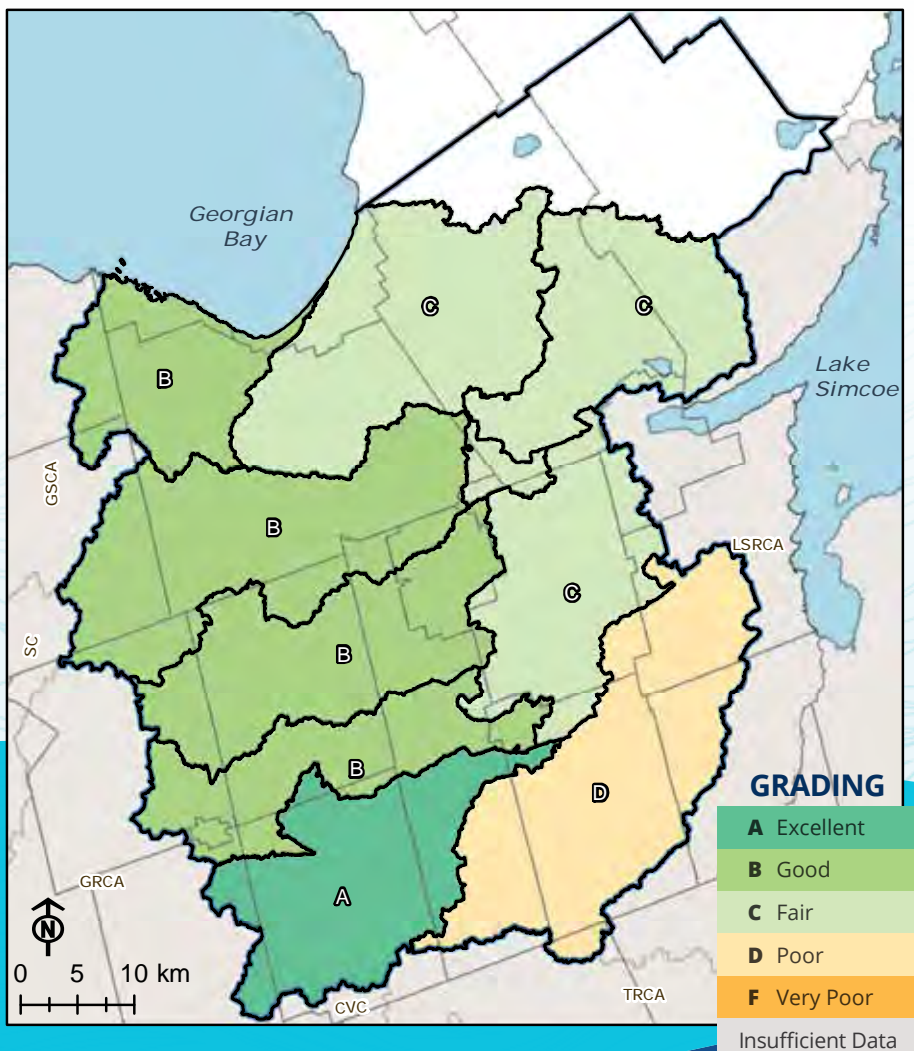 Georgian
Bay
C
C
B
Lake
Simcoe
GSCA
B
LSRCA
C
SC
B
B
D
GRCA
A
N
0 5 10 km
CVC
TRCA
GRADING
A Excellent
B Good
C Fair
D Poor
F Very Poor
Insufficient Data